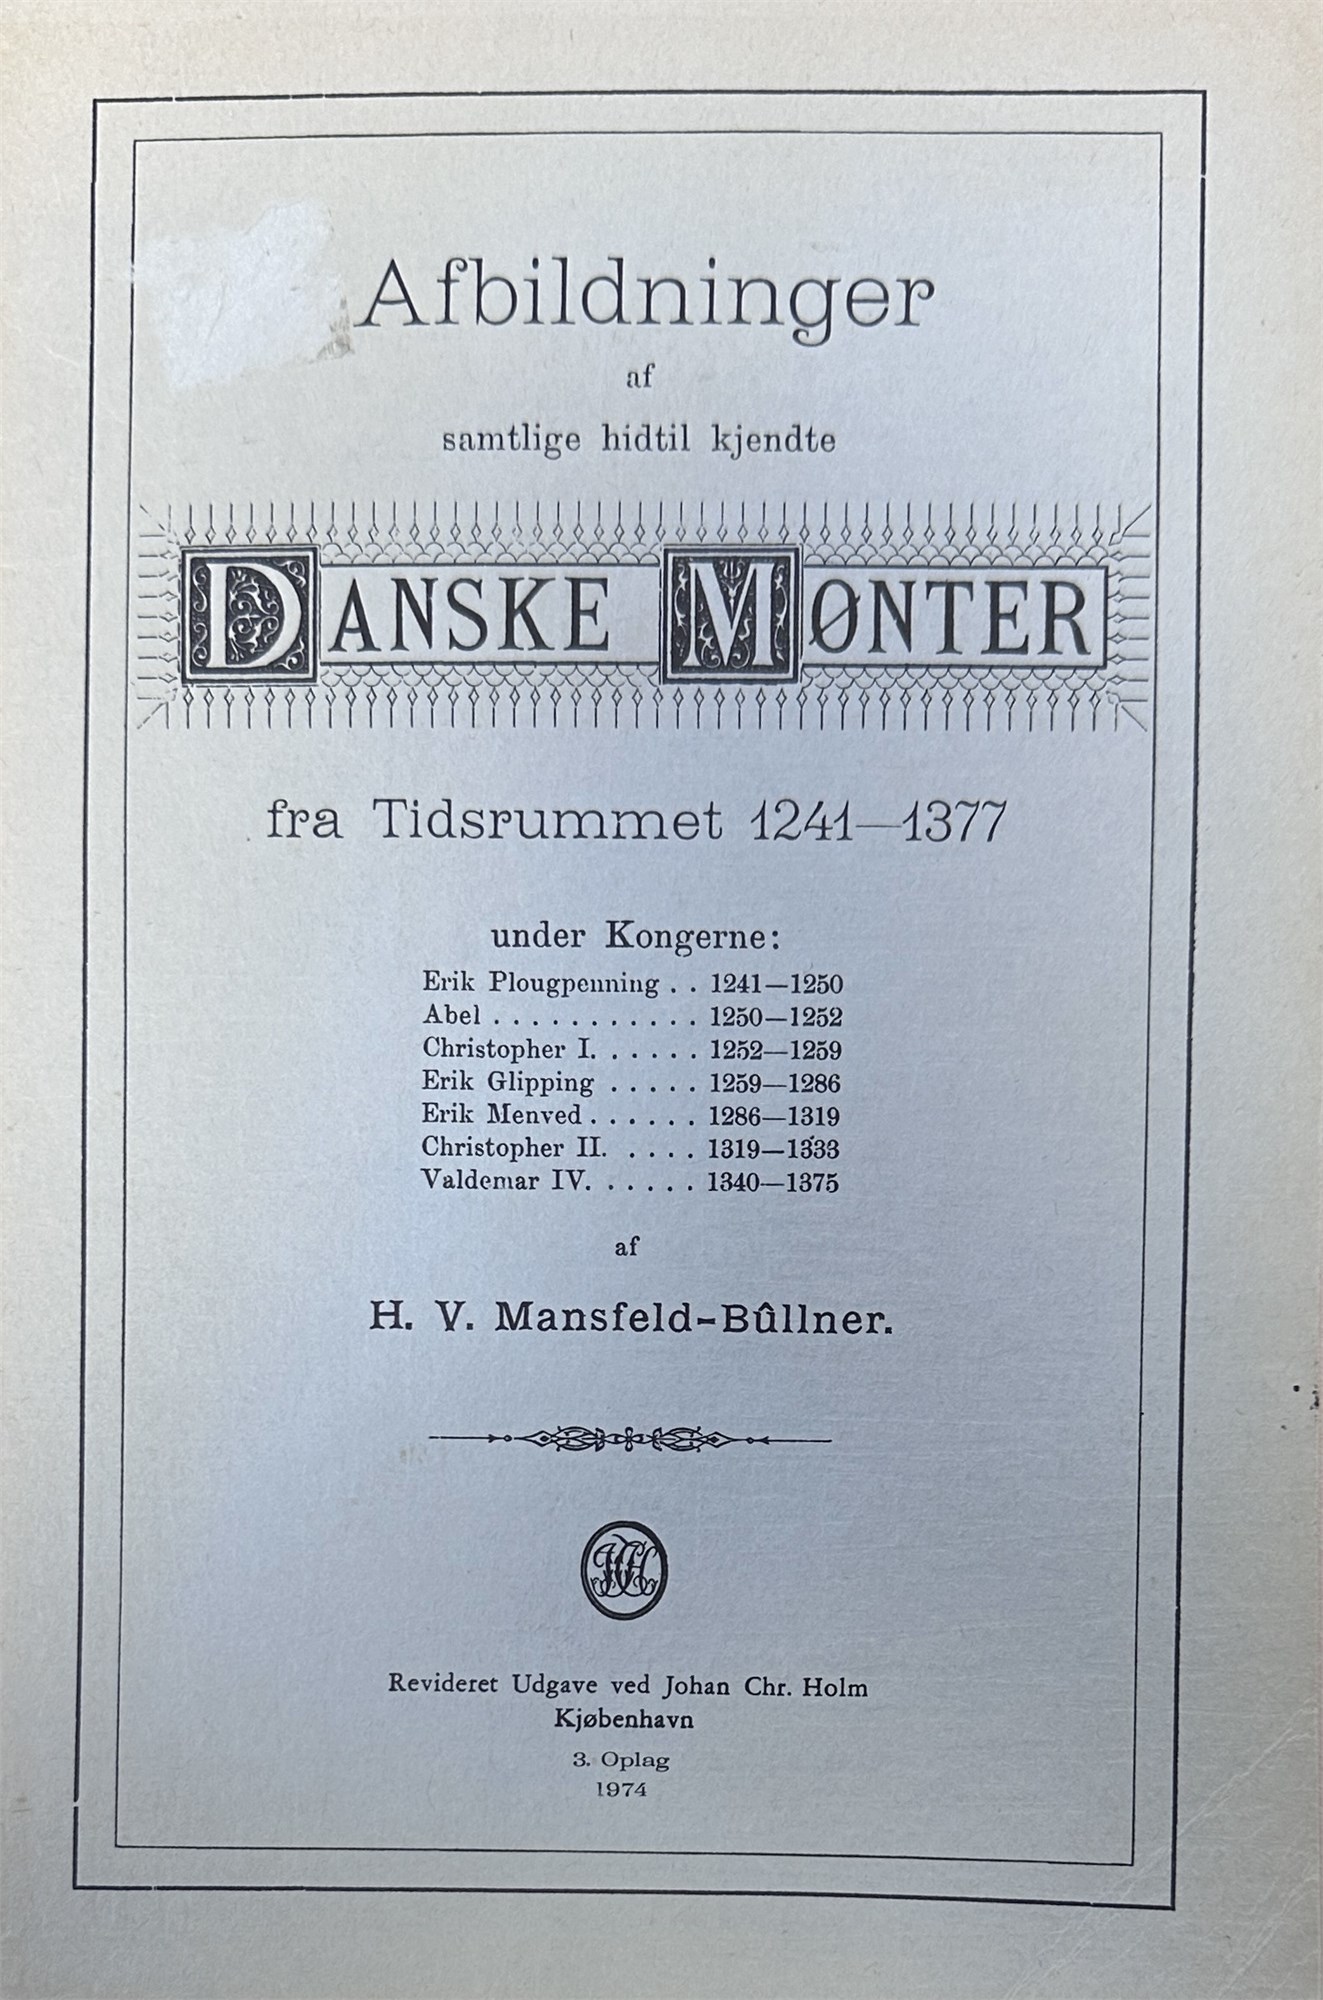 Afbildninger
af
samtlige hidtil kjendte
DANSKE MØNTER
fra Tidsrummet 1241—1377
under Kongerne:
Erik Plougpenning . . 1241—1250
Abel . . . . . . . . . . . 1250—1252
Christopher I. . . . . . 1252—1259
Erik Glipping . . . . . 1259—1286
Erik Menved . . . . . . 1286—1319
Christopher II. . . . . 1319—1333
Valdemar IV. . . . . . 1340—1375
af
H. V. Mansfeld-Bûllner.
Revideret Udgave ved Johan Chr. Holm
Kjøbenhavn
3. Oplag
1974